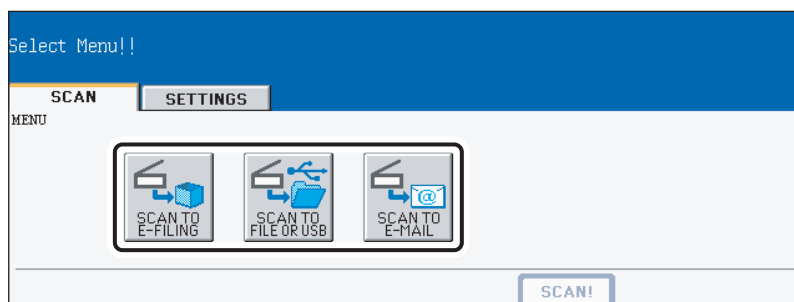 Select Menu!!
SCAN
SETTINGS
MENU
SCAN TO
E-FILING
SCAN TO
FILE OR USB
@
SCAN TO
E-MAIL
SCAN!